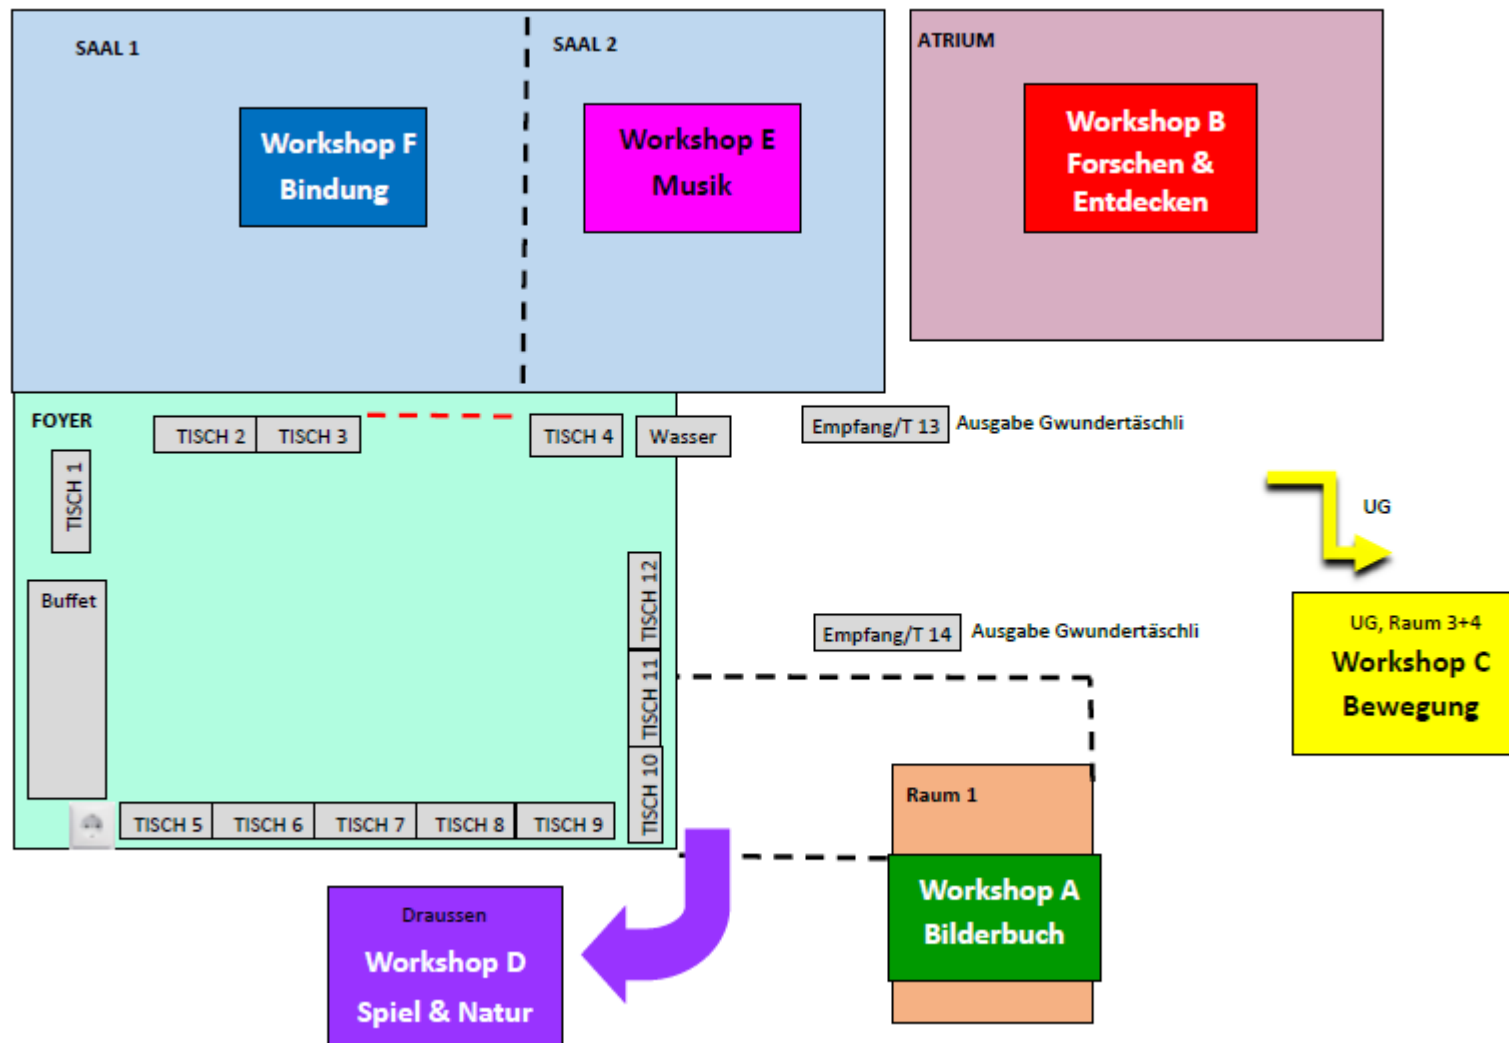 SAAL 1
SAAL 2
ATRIUM
Workshop F
Bindung
Workshop E
Musik
Workshop B
Forschen &
Entdecken
FOYER
TISCH 2
TISCH 3
TISCH 4
Wasser
Empfang/T 13
Ausgabe Gwundertäschli
TISCH 1
UG
Buffet
TISCH 12
Empfang/T 14
Ausgabe Gwundertäschli
UG, Raum 3+4
Workshop C
Bewegung
TISCH 11
TISCH 10
Raum 1
TISCH 5
TISCH 6
TISCH 7
TISCH 8
TISCH 9
Workshop A
Bilderbuch
Draussen
Workshop D
Spiel & Natur